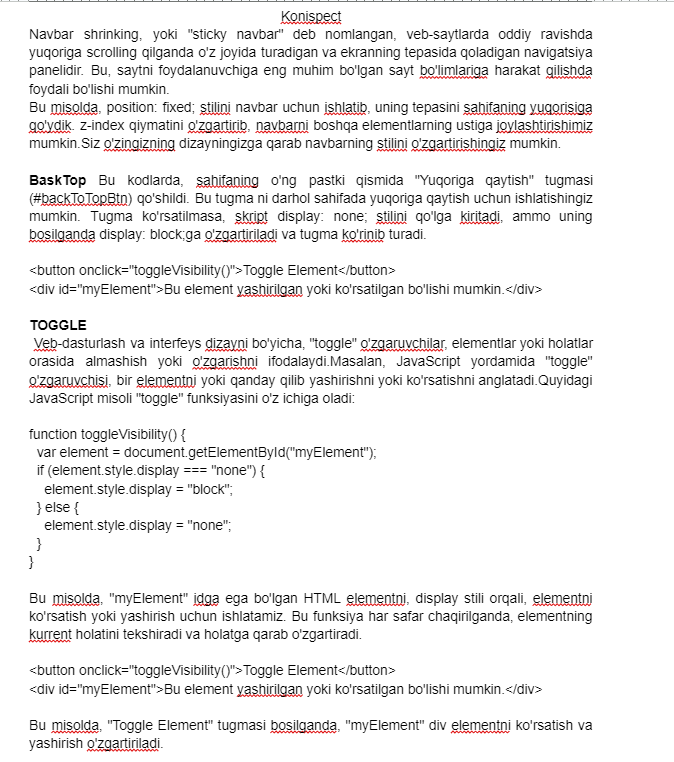 Konispect
Navbar shrinking, yoki "sticky navbar" deb nomlangan, veb-saytlarda oddiy ravishda
yuqoriga scrolling qilganda o'z joyida turadigan va ekranning tepasida qoladigan navigatsiya
panelidir. Bu, saytni foydalanuvchiga eng muhim bo'lgan sayt bo'limlariga harakat qilishda
foydali bo'lishi mumkin.
Bu misolda, position: fixed; stilini navbar uchun ishlatib, uning tepasini sahifaning yuqorisiga
qo'ydik. z-index qiymatini o'zgartirib, navbarni boshqa elementlarning ustiga joylashtirishimiz
mumkin.Siz o'zingizning dizayningizga qarab navbarning stilini o'zgartirishingiz mumkin.
BaskTop Bu kodlarda, sahifaning o'ng pastki qismida "Yuqoriga qaytish" tugmasi
(#backToTopBtn) qo'shildi. Bu tugma ni darhol sahifada yuqoriga qaytish uchun ishlatishingiz
mumkin. Tugma ko'rsatilmasa, skript display: none; stilini qo'lga kiritadi, ammo uning
bosilganda display: block;ga o'zgartiriladi va tugma ko'rinib turadi.
<button onclick="toggleVisibility()">Toggle Element</button>
<div id="myElement">Bu element yashirilgan yoki ko'rsatilgan bo'lishi mumkin.</div>
TOGGLE
Veb-dasturlash va interfeys dizayni bo'yicha, "toggle" o'zgaruvchilar, elementlar yoki holatlar
orasida almashish yoki o'zgarishni ifodalaydi.Masalan, JavaScript yordamida "toggle"
o'zgaruvchisi, bir elementni yoki qanday qilib yashirishni yoki ko'rsatishni anglatadi.Quyidagi
JavaScript misoli "toggle" funksiyasini o'z ichiga oladi:
function toggleVisibility() {
var element = document.getElementById("myElement");
if (element.style.display === "none") {
element.style.display = "block";
} else {
element.style.display = "none";
}
}
Bu misolda, "myElement" idga ega bo'lgan HTML elementni, display stili orqali, elementni
ko'rsatish yoki yashirish uchun ishlatamiz. Bu funksiya har safar chaqirilganda, elementning
kurrent holatini tekshiradi va holatga qarab o'zgartiradi.
<button onclick="toggleVisibility()">Toggle Element</button>
<div id="myElement">Bu element yashirilgan yoki ko'rsatilgan bo'lishi mumkin.</div>
Bu misolda, "Toggle Element" tugmasi bosilganda, "myElement" div elementni ko'rsatish va
yashirish o'zgartiriladi.